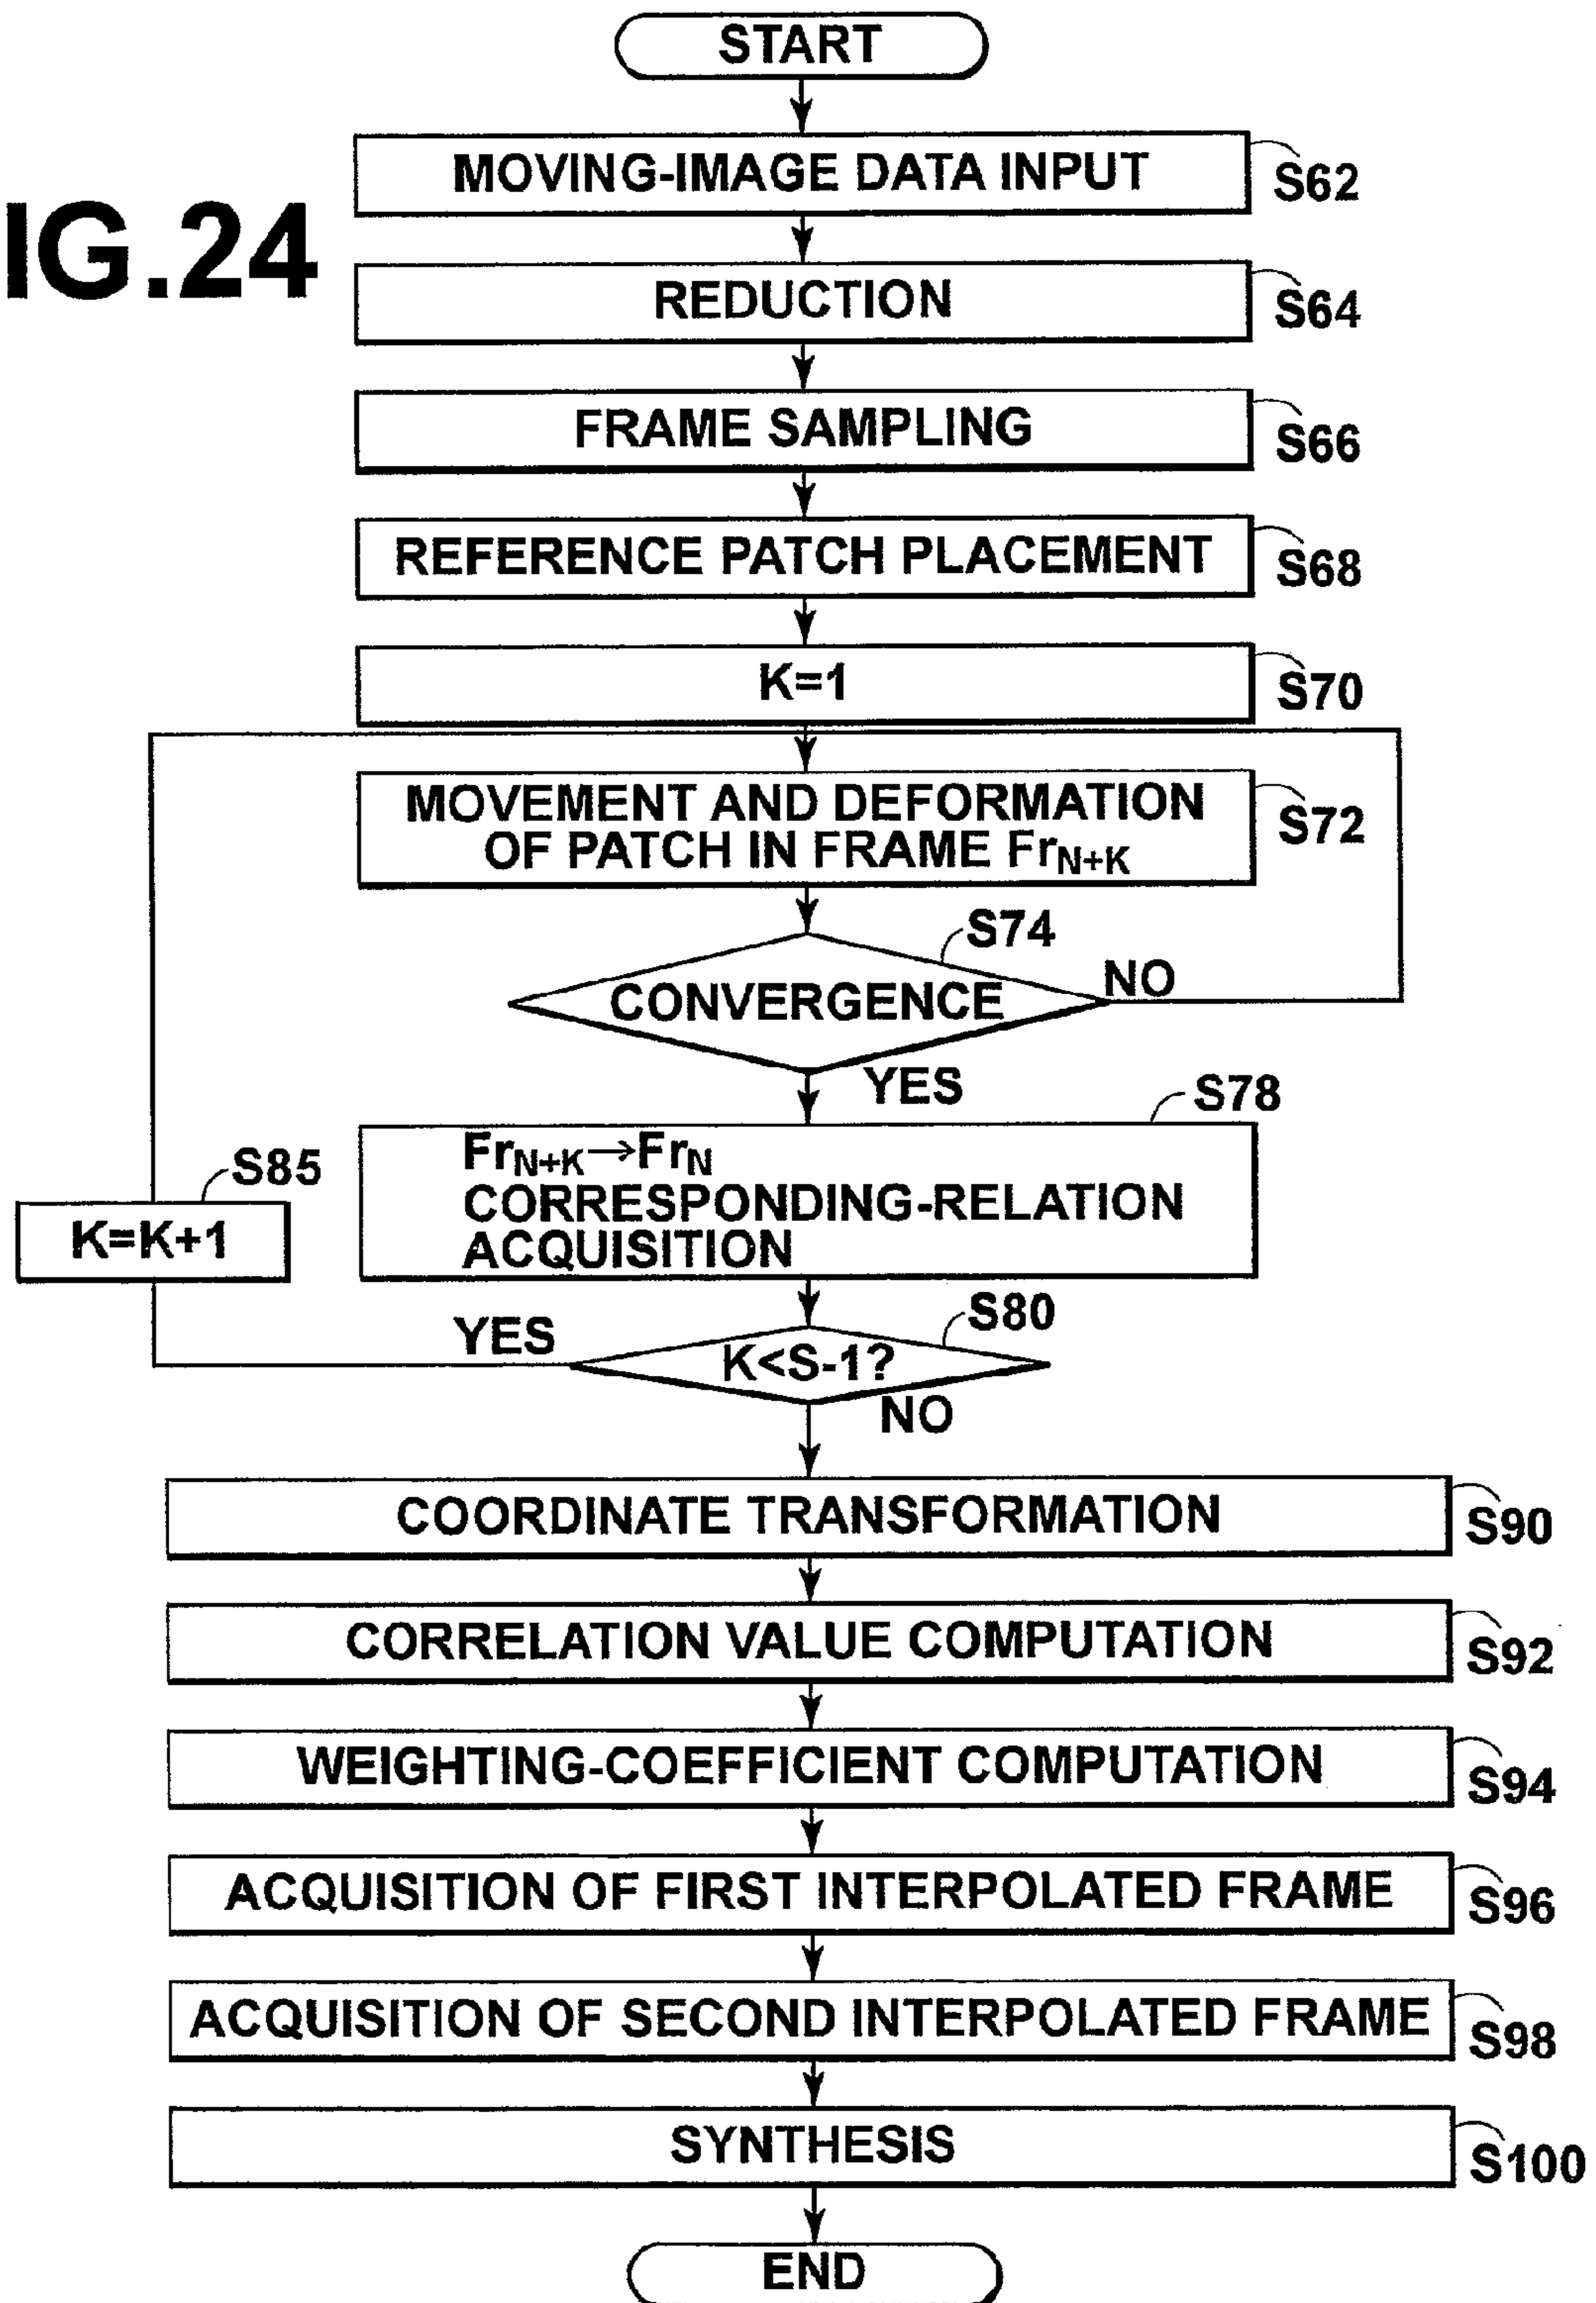 START
MOVING-IMAGE DATA INPUT
S62
IG.24
REDUCTION
S64
FRAME SAMPLING
S66
REFERENCE PATCH PLACEMENT
S68
K=1
S70
MOVEMENT AND DEFORMATION
OF PATCH IN FRAME FrN+K
S72
S74
CONVERGENCE
NO
YES
S78
FrN+K→FrN
CORRESPONDING-RELATION
ACQUISITION
S85
K=K+1
S80
YES
K<S-1?
NO
COORDINATE TRANSFORMATION
S90
CORRELATION VALUE COMPUTATION
S92
WEIGHTING-COEFFICIENT COMPUTATION
S94
ACQUISITION OF FIRST INTERPOLATED FRAME
S96
ACQUISITION OF SECOND INTERPOLATED FRAME
S98
SYNTHESIS
S100
END